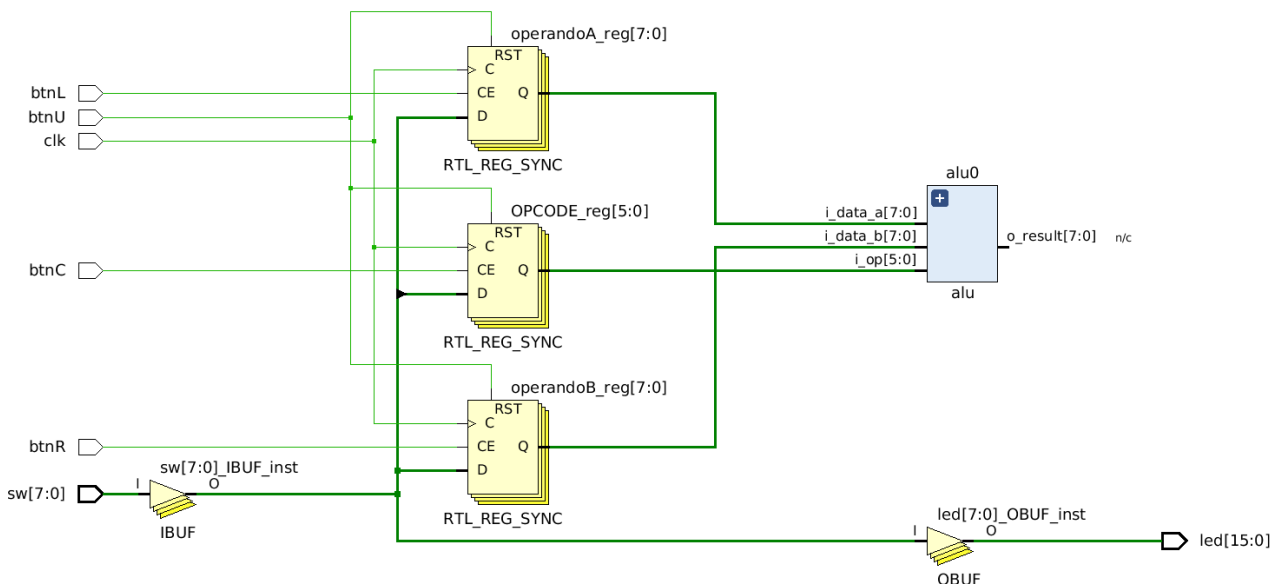 operandoA_reg[7:0]
RST
C
btnL
CE
Q
btnU
D
clk
RTL_REG_SYNC
alu0
OPCODE_reg[5:0]
i_data_a[7:0]
RST
i_data_b[7:0]
o_result[7:0]
n/c
C
i_op[5:0]
btnC
CE
Q
D
alu
RTL_REG_SYNC
operandoB_reg[7:0]
RST
C
btnR
CE
Q
sw[7:0]_IBUF_inst
D
I
O
sw[7:0]
RTL_REG_SYNC
led[7:0]_OBUF_inst
IBUF
I
O
led[15:0]
OBUF